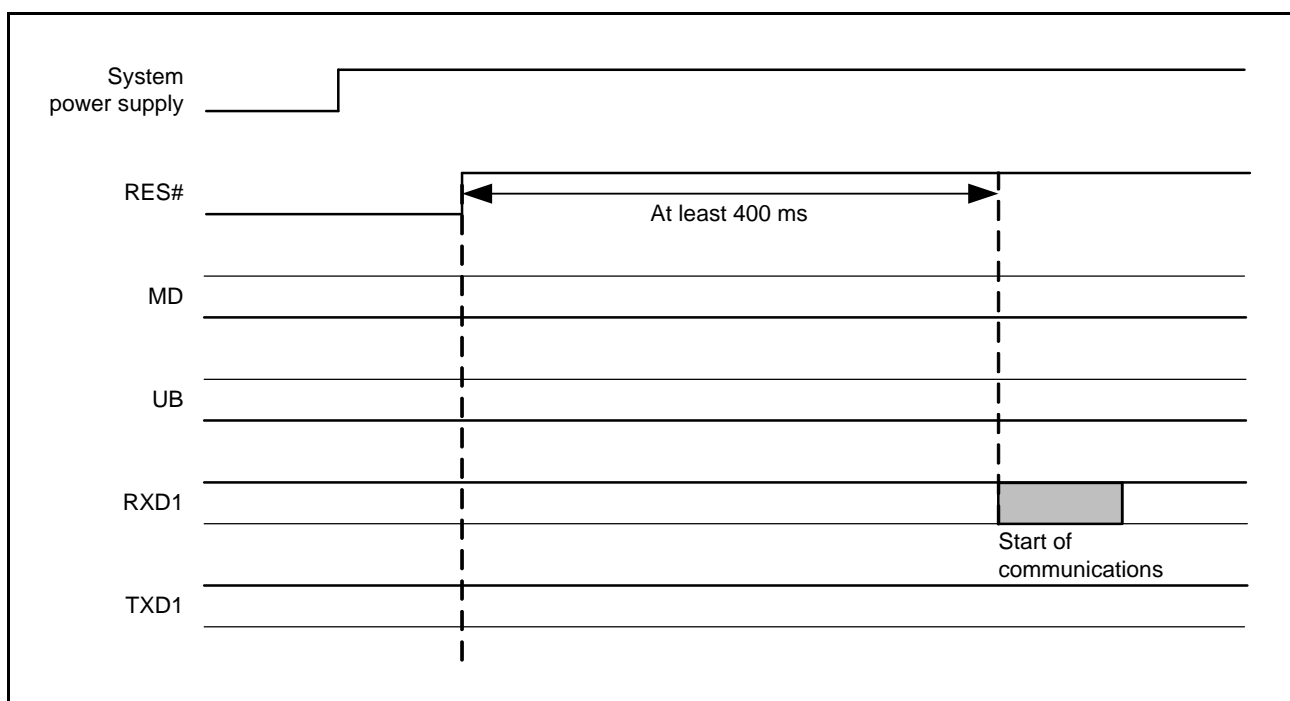 System
power supply
RES#
At least 400 ms
MD
UB
RXD1
Start of
communications
TXD1